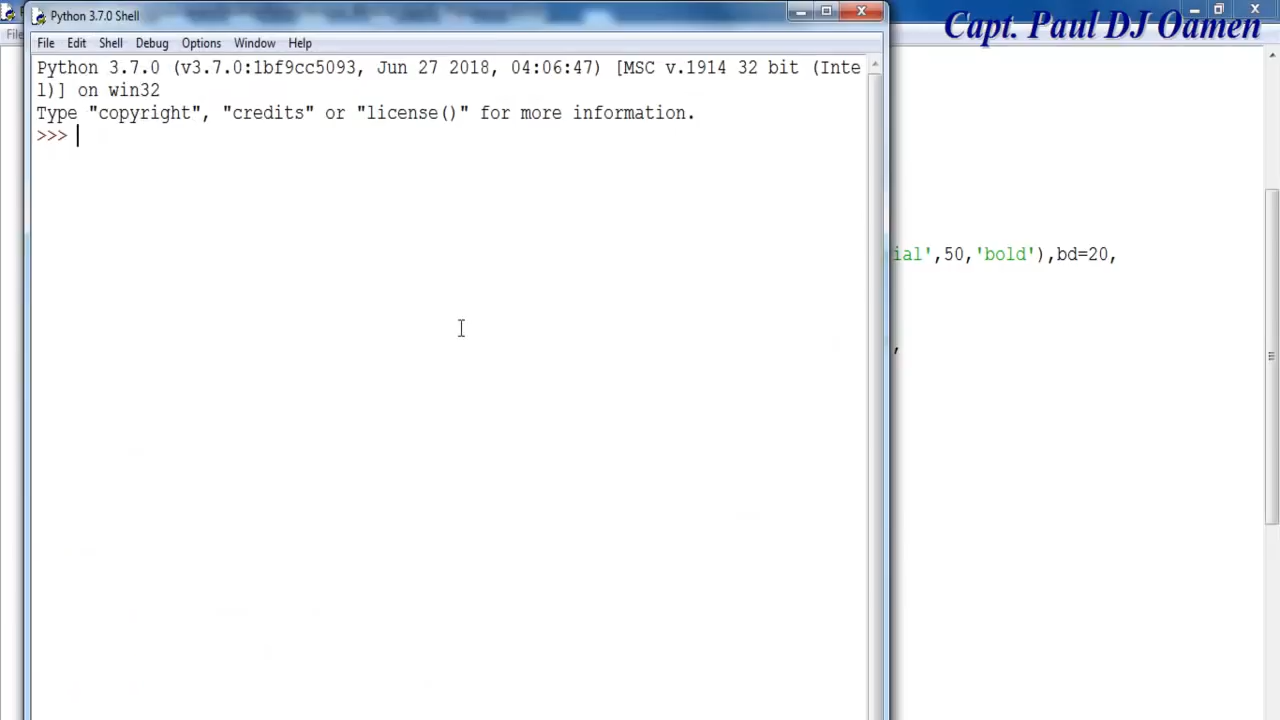 Python 3.7.0 Shell
Capt. Paul DJ Oamen
File Edit Shell Debug Options Window Help
Python 3.7.0 (v3.7.0:1bf9cc5093, Jun 27 2018, 04:06:47) [MSC v.1914 32 bit (Inte
l)] on win32
Type "copyright", "credits" or "license()" for more information.
>>>
ial',50,'bold'),bd=20,
,